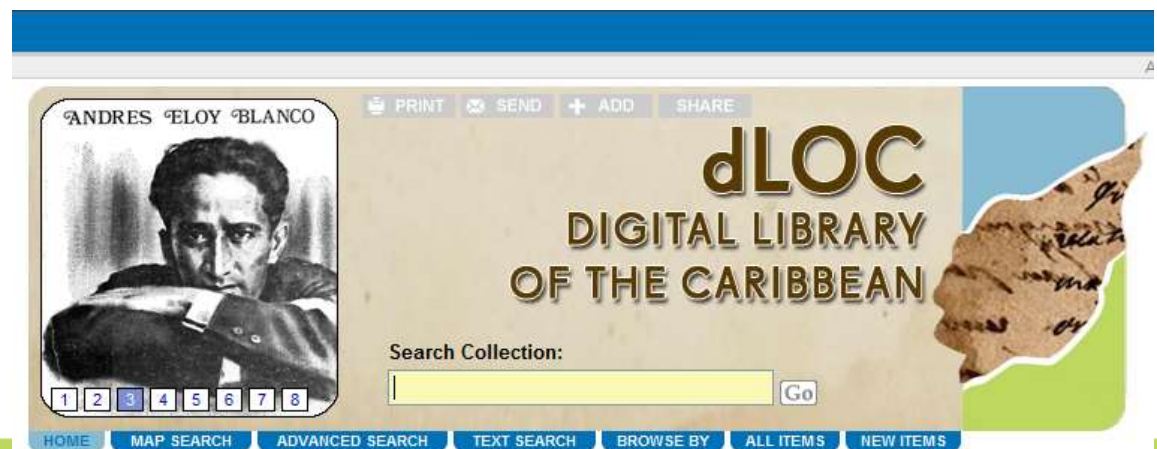 A
PRINT SEND + ADD SHARE
ANDRES ELOY BLANCO
dLOC
DIGITAL LIBRARY
OF THE CARIBBEAN
Search Collection:
Go
1 2 3 4 5 6 7 8
HOME MAP SEARCH ADVANCED SEARCH TEXT SEARCH BROWSE BY ALL ITEMS NEW ITEMS